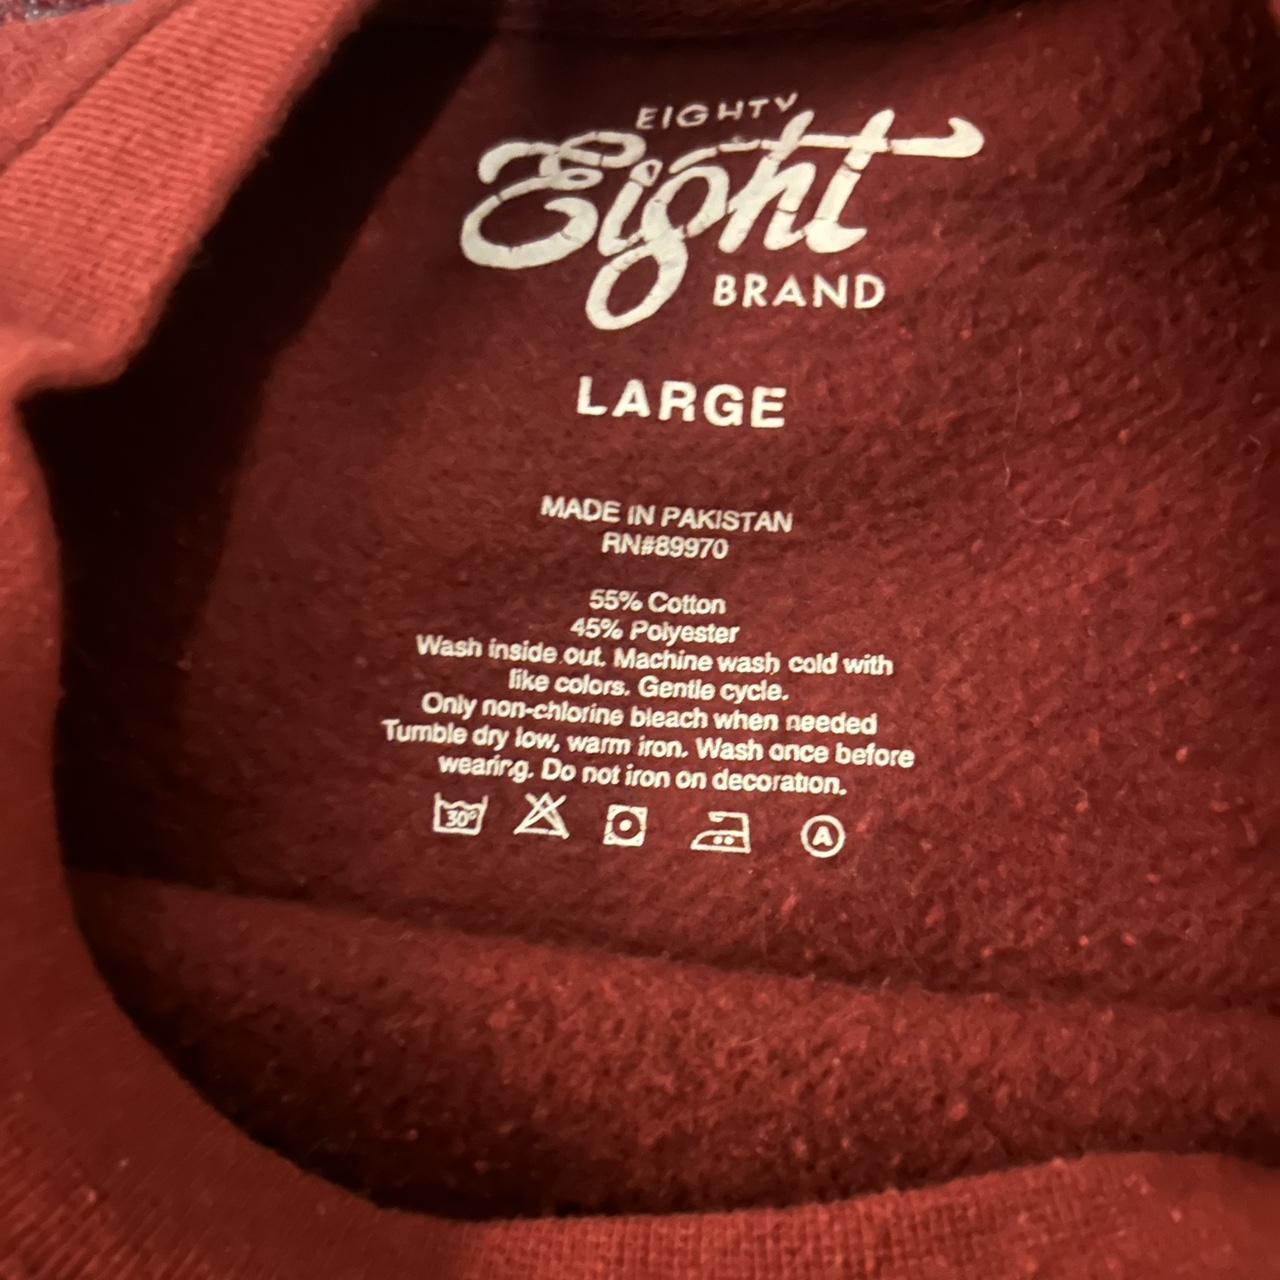 EIGHTY
Eight
BRAND
LARGE
MADE IN PAKISTAN
RN#89970
55% Cotton
45% Polyester
Wash inside out. Machine wash cold with
like colors. Gentle cycle.
Only non-chlorine bleach when needed
Tumble dry low, warm iron. Wash once before
wearing. Do not iron on decoration.
30° A